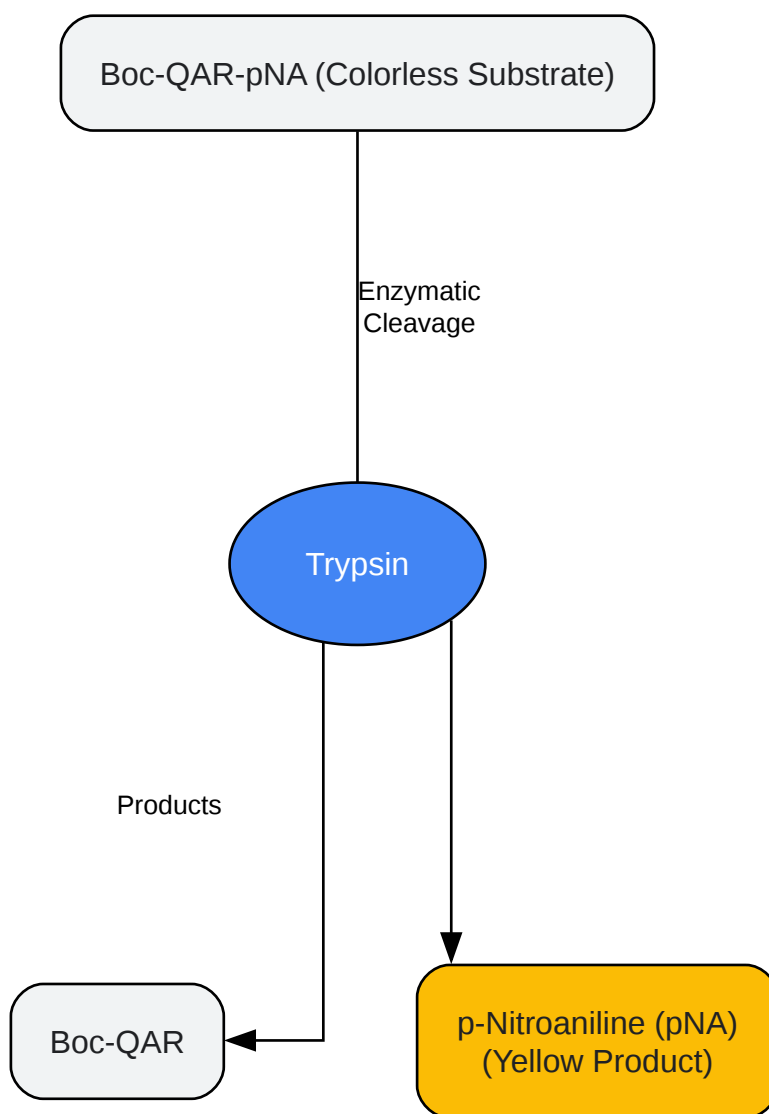 Boc-QAR-pNA (Colorless Substrate)
Enzymatic
Cleavage
Trypsin
Products
Boc-QAR
p-Nitroaniline (pNA)
(Yellow Product)